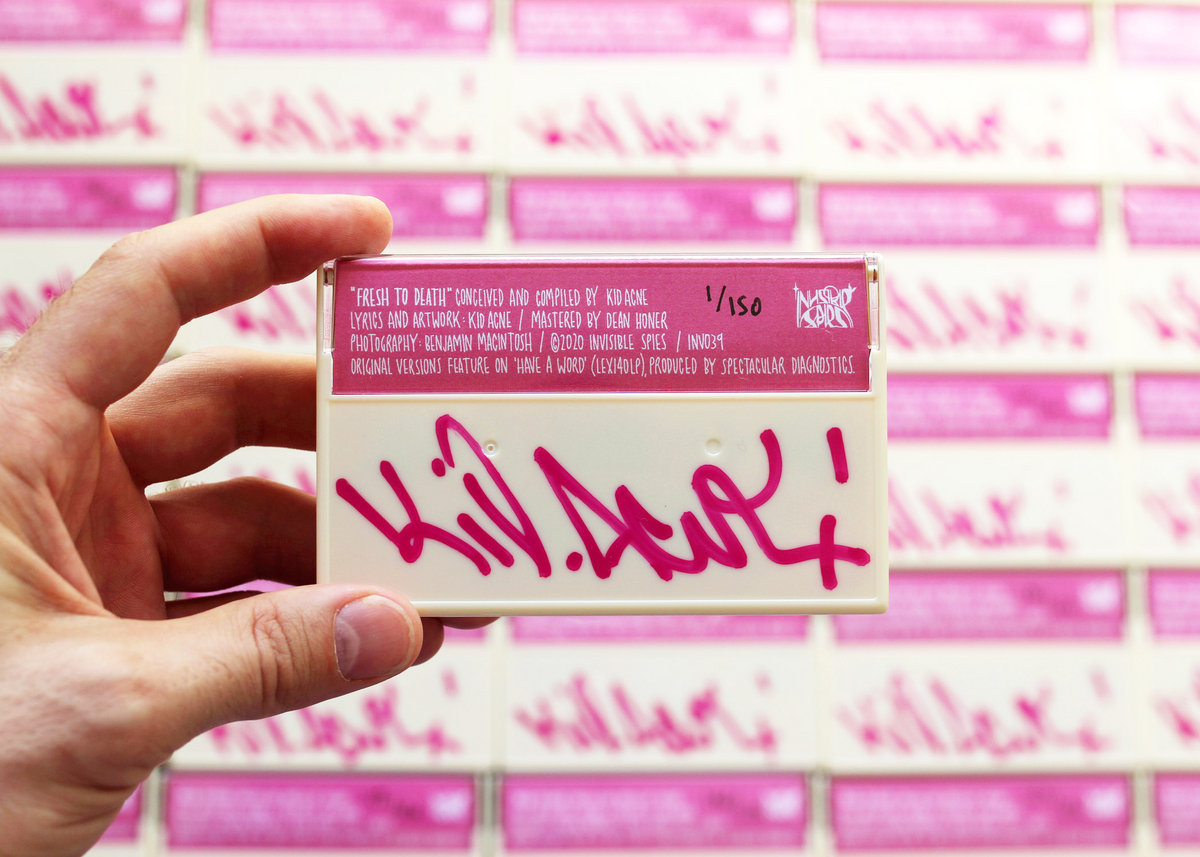 "FRESH TO DEATH" CONCEIVED AND COMPILED BY KID ACNE
1/150
INVISIBLE SPIES
LYRICS AND ARTWORK: KID ACNE / MASTERED BY DEAN HONER
PHOTOGRAPHY: BENJAMIN MACINTOSH / ©2020 INVISIBLE SPIES / INV039
ORIGINAL VERSIONS FEATURE ON 'HAVE A WORD' (LEX140LP), PRODUCED BY SPECTACULAR DIAGNOSTICS.
KID.ACNE!